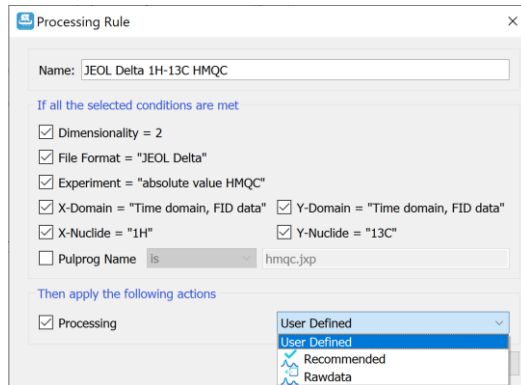 Processing Rule
Name: JEOL Delta 1H-13C HMQC
If all the selected conditions are met
Dimensionality = 2
File Format = "JEOL Delta"
Experiment = "absolute value HMQC"
X-Domain = "Time domain, FID data" Y-Domain = "Time domain, FID data"
X-Nuclide = "1H" Y-Nuclide = "13C"
Pulprog Name is hmqc.jxp
Then apply the following actions
Processing User Defined
User Defined
Recommended
Rawdata